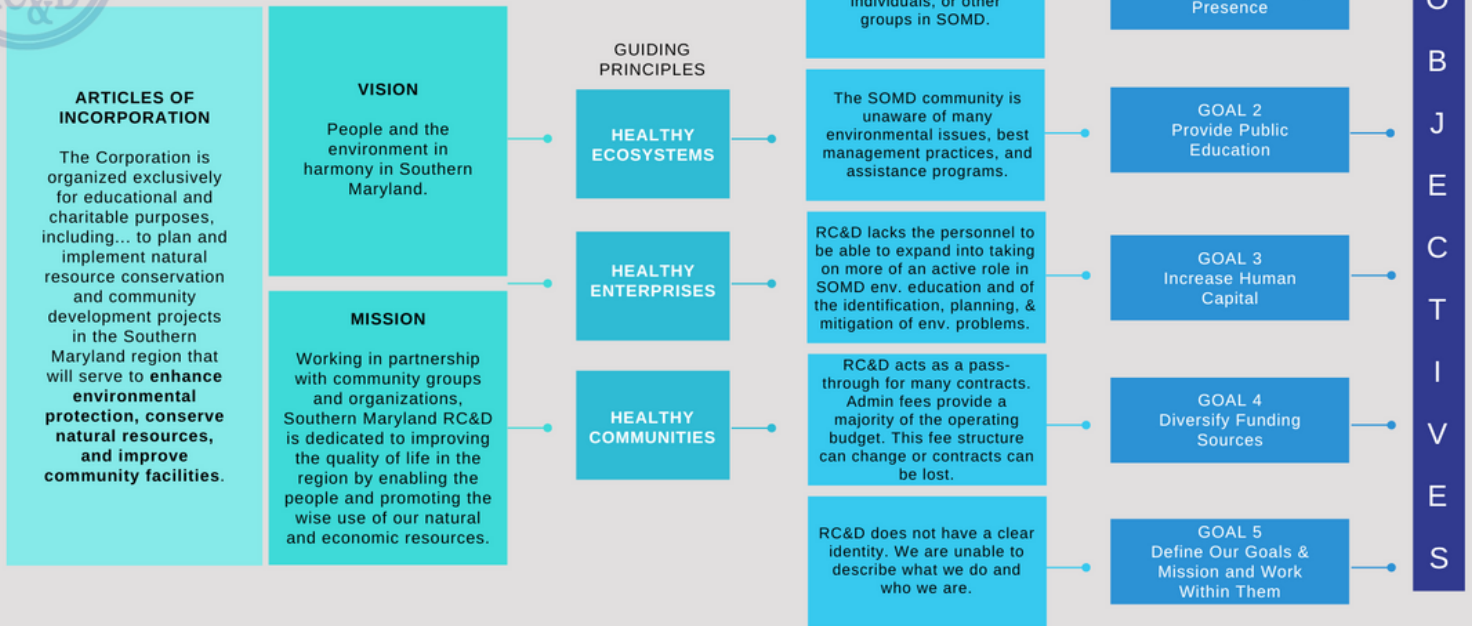 RC&D
ARTICLES OF
INCORPORATION
The Corporation is
organized exclusively
for educational and
charitable purposes,
including... to plan and
implement natural
resource conservation
and community
development projects
in the Southern
Maryland region that
will serve to enhance
environmental
protection, conserve
natural resources,
and improve
community facilities.
VISION
People and the
environment in
harmony in Southern
Maryland.
MISSION
Working in partnership
with community groups
and organizations,
Southern Maryland RC&D
is dedicated to improving
the quality of life in the
region by enabling the
people and promoting the
wise use of our natural
and economic resources.
GUIDING
PRINCIPLES
HEALTHY
ECOSYSTEMS
HEALTHY
ENTERPRISES
HEALTHY
COMMUNITIES
individuals, or other
groups in SOMD.
The SOMD community is
unaware of many
environmental issues, best
management practices, and
assistance programs.
RC&D lacks the personnel to
be able to expand into taking
on more of an active role in
SOMD env. education and of
the identification, planning, &
mitigation of env. problems.
RC&D acts as a pass-
through for many contracts.
Admin fees provide a
majority of the operating
budget. This fee structure
can change or contracts can
be lost.
RC&D does not have a clear
identity. We are unable to
describe what we do and
who we are.
Presence
GOAL 2
Provide Public
Education
GOAL 3
Increase Human
Capital
GOAL 4
Diversify Funding
Sources
GOAL 5
Define Our Goals &
Mission and Work
Within Them
O
B
J
E
C
T
I
V
E
S